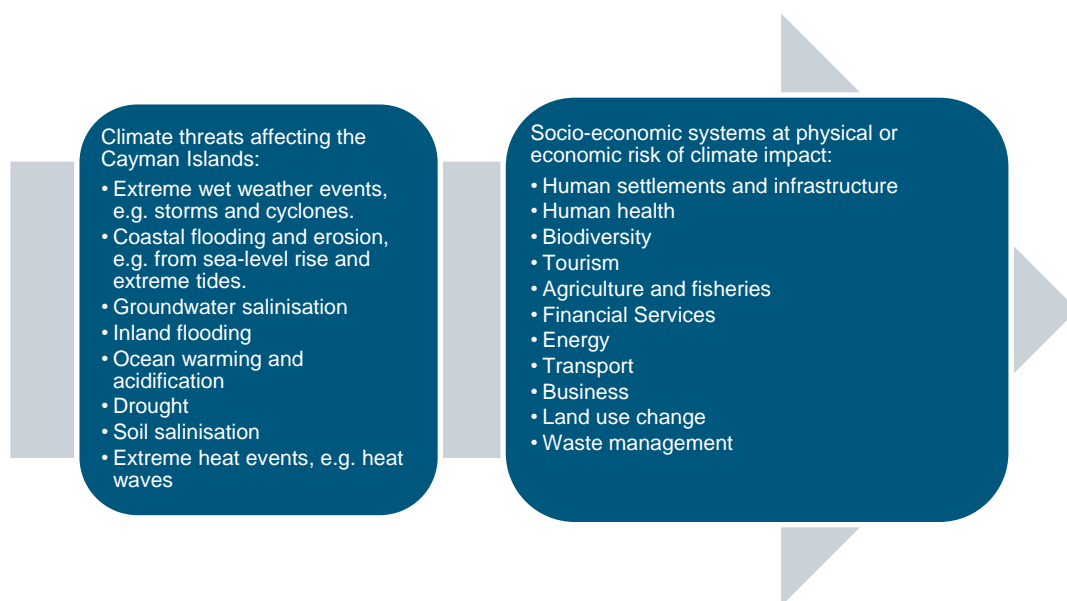 Climate threats affecting the
Cayman Islands:
• Extreme wet weather events,
e.g. storms and cyclones.
• Coastal flooding and erosion,
e.g. from sea-level rise and
extreme tides.
• Groundwater salinisation
• Inland flooding
• Ocean warming and
acidification
• Drought
• Soil salinisation
• Extreme heat events, e.g. heat
waves
Socio-economic systems at physical or
economic risk of climate impact:
• Human settlements and infrastructure
• Human health
• Biodiversity
• Tourism
• Agriculture and fisheries
• Financial Services
• Energy
• Transport
• Business
• Land use change
• Waste management